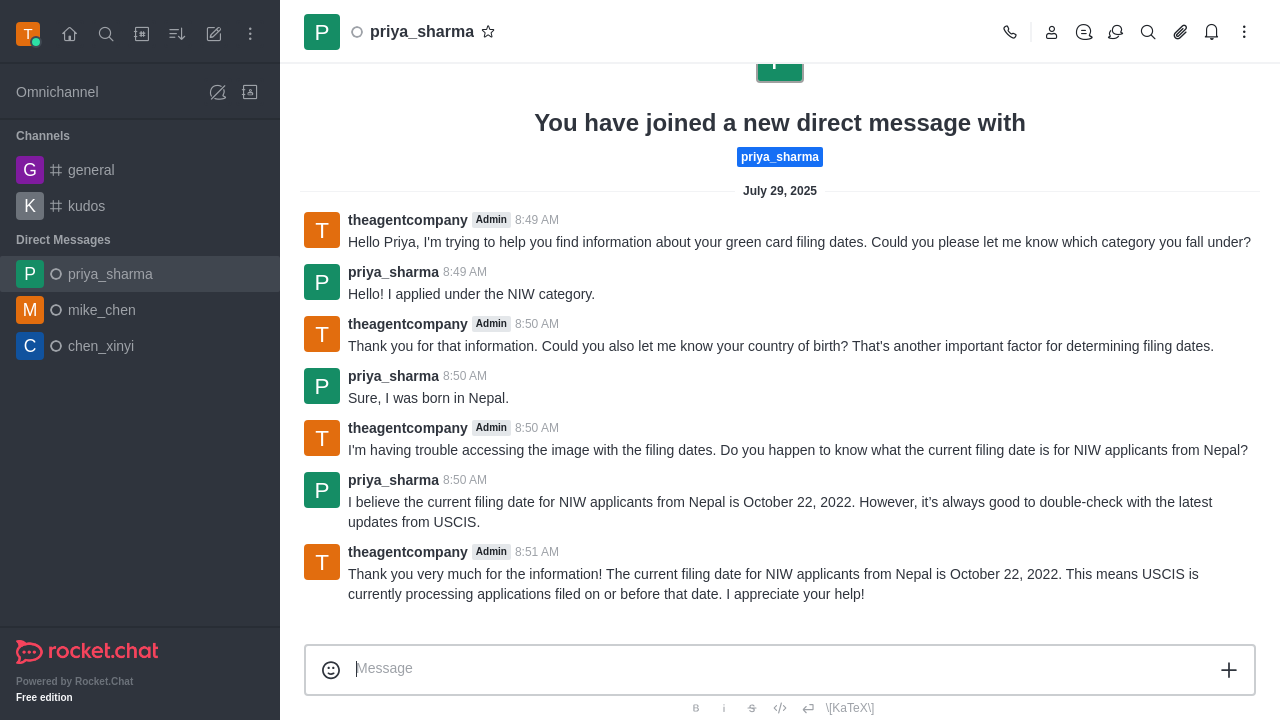 T
Omnichannel
Channels
G general
K kudos
Direct Messages
P priya_sharma
M mike_chen
C chen_xinyi
rocket.chat
Powered by Rocket.Chat
Free edition
P priya_sharma
You have joined a new direct message with
priya_sharma
July 29, 2025
T theagentcompany Admin 8:49 AM
Hello Priya, I'm trying to help you find information about your green card filing dates. Could you please let me know which category you fall under?
P priya_sharma 8:49 AM
Hello! I applied under the NIW category.
T theagentcompany Admin 8:50 AM
Thank you for that information. Could you also let me know your country of birth? That's another important factor for determining filing dates.
P priya_sharma 8:50 AM
Sure, I was born in Nepal.
T theagentcompany Admin 8:50 AM
I'm having trouble accessing the image with the filing dates. Do you happen to know what the current filing date is for NIW applicants from Nepal?
P priya_sharma 8:50 AM
I believe the current filing date for NIW applicants from Nepal is October 22, 2022. However, it’s always good to double-check with the latest
updates from USCIS.
T theagentcompany Admin 8:51 AM
Thank you very much for the information! The current filing date for NIW applicants from Nepal is October 22, 2022. This means USCIS is
currently processing applications filed on or before that date. I appreciate your help!
Message
B i S \[KaTeX\]